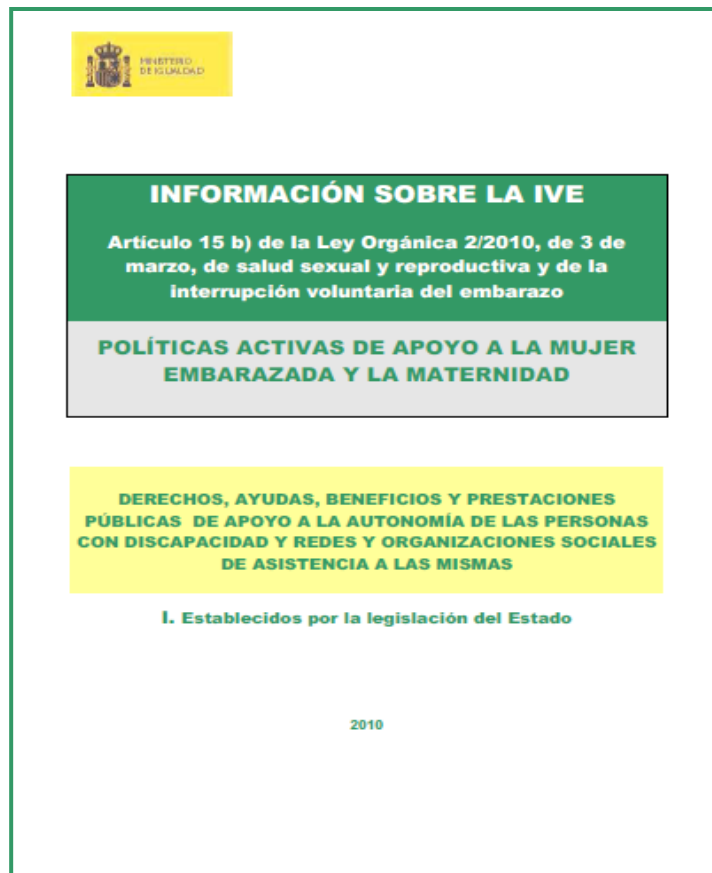 MINISTERIO
DE IGUALDAD
INFORMACIÓN SOBRE LA IVE
Artículo 15 b) de la Ley Orgánica 2/2010, de 3 de
marzo, de salud sexual y reproductiva y de la
interrupción voluntaria del embarazo
POLÍTICAS ACTIVAS DE APOYO A LA MUJER
EMBARAZADA Y LA MATERNIDAD
DERECHOS, AYUDAS, BENEFICIOS Y PRESTACIONES
PÚBLICAS DE APOYO A LA AUTONOMÍA DE LAS PERSONAS
CON DISCAPACIDAD Y REDES Y ORGANIZACIONES SOCIALES
DE ASISTENCIA A LAS MISMAS
I. Establecidos por la legislación del Estado
2010